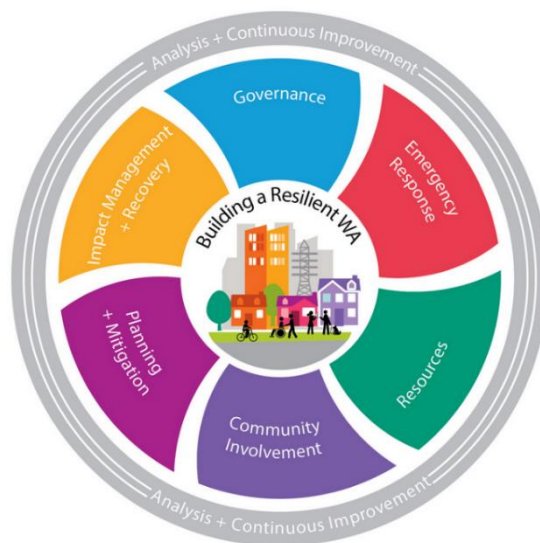 Analysis + Continuous Improvement
Governance
Emergency
Response
Resources
Community
Involvement
Planning
+ Mitigation
Impact Management
+ Recovery
Building a Resilient WA
Analysis + Continuous Improvement